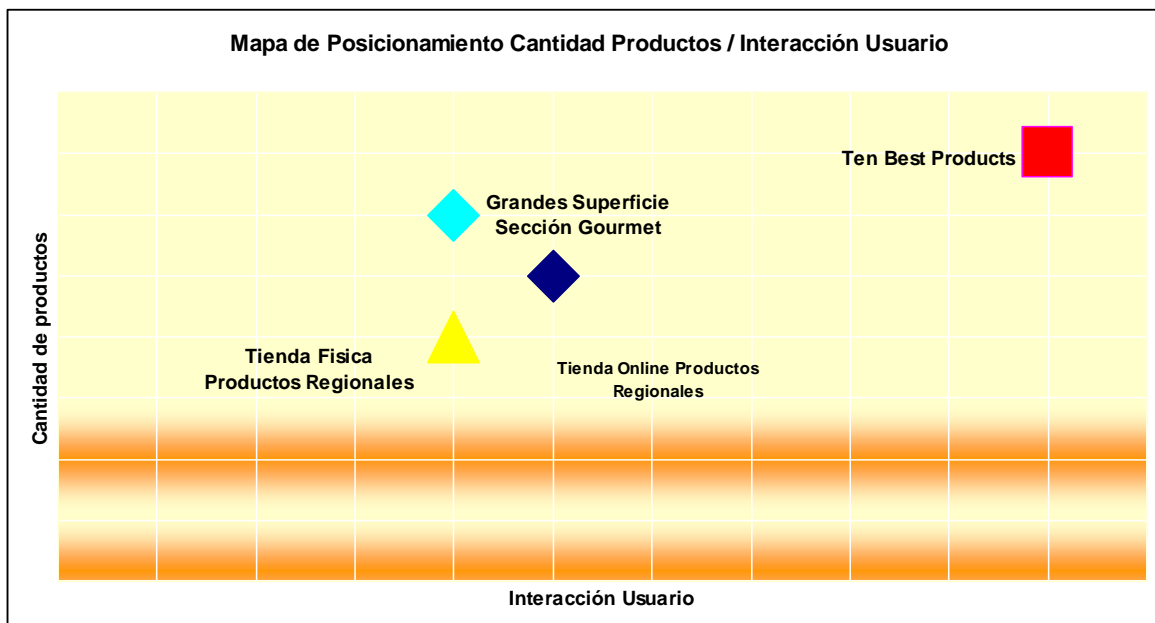 Mapa de Posicionamiento Cantidad Productos / Interacción Usuario
Ten Best Products
Grandes Superficie
Sección Gourmet
Cantidad de productos
Tienda Fisica
Productos Regionales
Tienda Online Productos
Regionales
Interacción Usuario